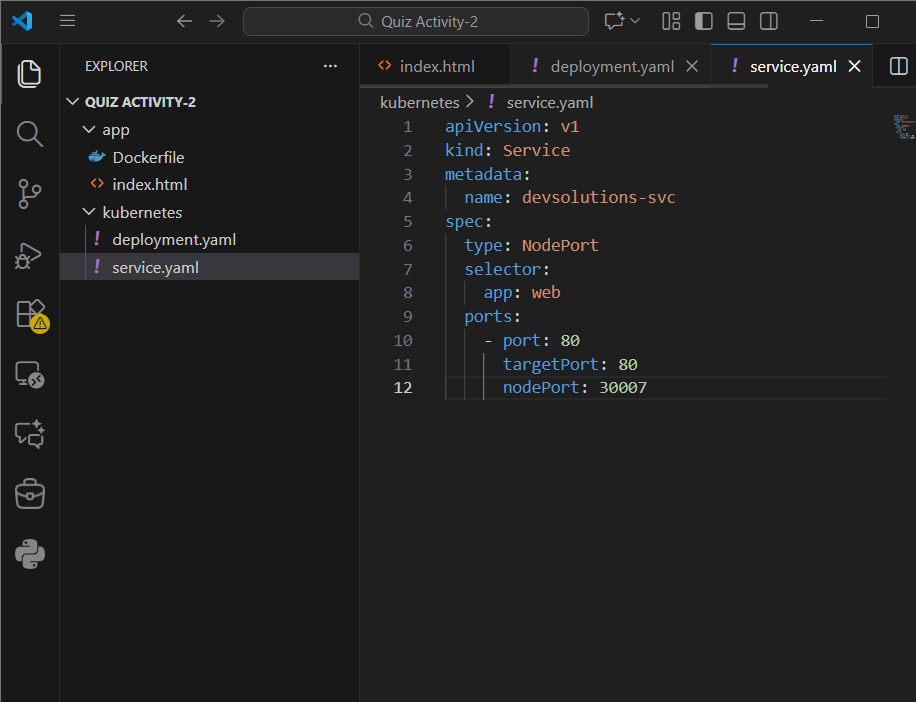 Quiz Activity-2
EXPLORER
index.html
deployment.yaml
service.yaml
QUIZ ACTIVITY-2
app
Dockerfile
index.html
kubernetes
deployment.yaml
service.yaml
kubernetes > ! service.yaml
1 apiVersion: v1
2 kind: Service
3 metadata:
4   name: devsolutions-svc
5 spec:
6   type: NodePort
7   selector:
8     app: web
9   ports:
10     - port: 80
11       targetPort: 80
12       nodePort: 30007